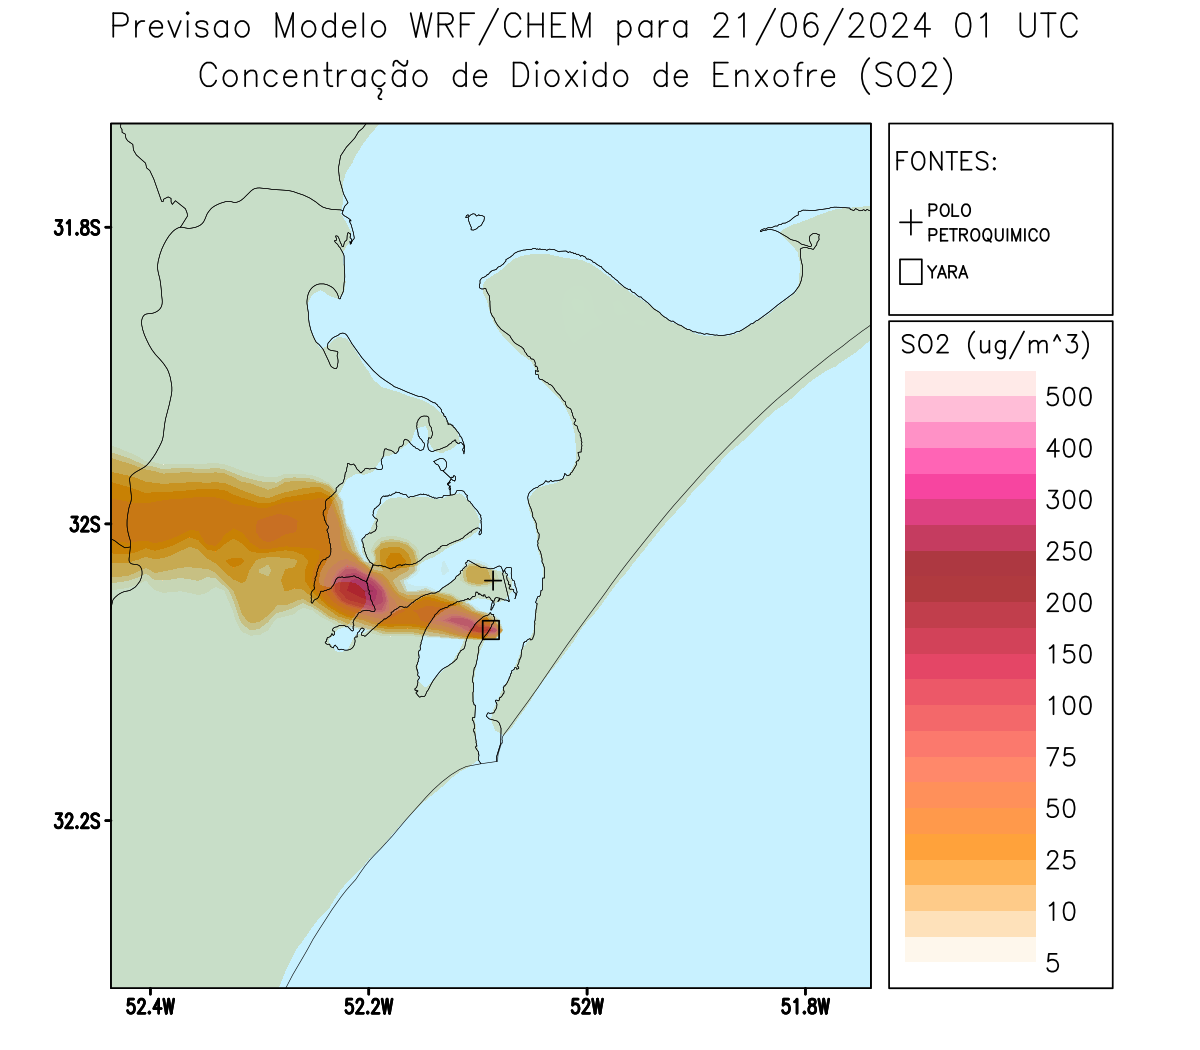 Previsao Modelo WRF/CHEM para 21/06/2024 01 UTC
Concentração de Dioxido de Enxofre (SO2)
FONTES:
POLO
PETROQUIMICO
YARA
SO2 (ug/m^3)
500
400
300
250
200
150
100
75
50
25
10
5
31.8S
32S
32.2S
52.4W
52.2W
52W
51.8W